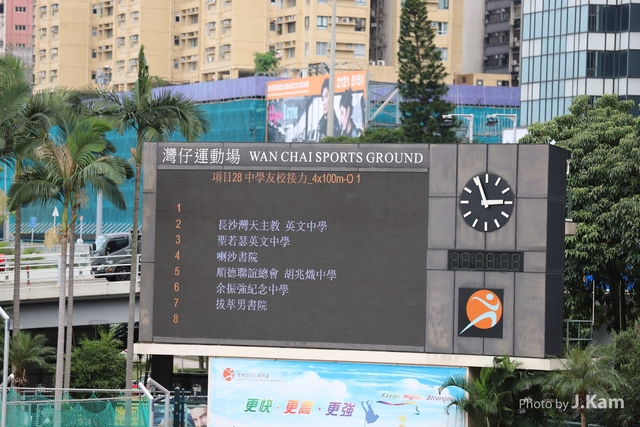 2121 5151
灣仔運動場 WAN CHAI SPORTS GROUND
項目28 中學友校接力_4x100m-O 1
1
2 長沙灣天主教 英文中學
3 聖若瑟英文中學
4 喇沙書院
5 順德聯誼總會 胡兆熾中學
6 余振強紀念中學
7 拔萃男書院
8
更快 · 更高 · 更強
Faster Higher Stronger
Photo by J.Kam